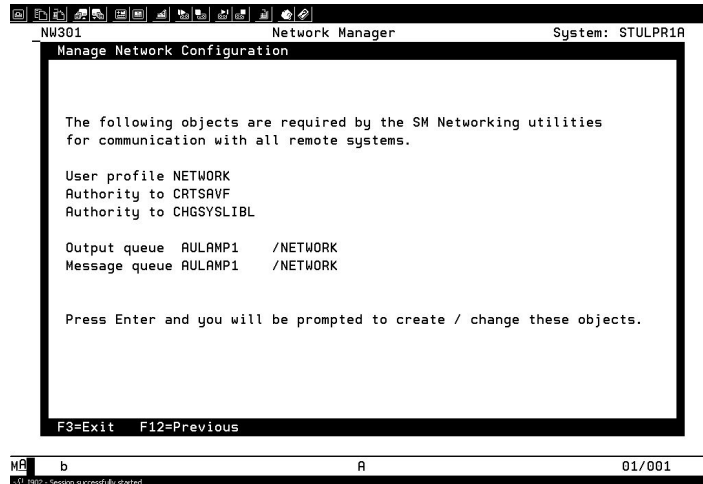 NW301 Network Manager System: STULPR1A
Manage Network Configuration
The following objects are required by the SM Networking utilities
for communication with all remote systems.
User profile NETWORK
Authority to CRTSAVF
Authority to CHGSYSLIBL
Output queue AULAMP1 /NETWORK
Message queue AULAMP1 /NETWORK
Press Enter and you will be prompted to create / change these objects.
F3=Exit F12=Previous
MA b A 01/001
I902 - Session successfully started